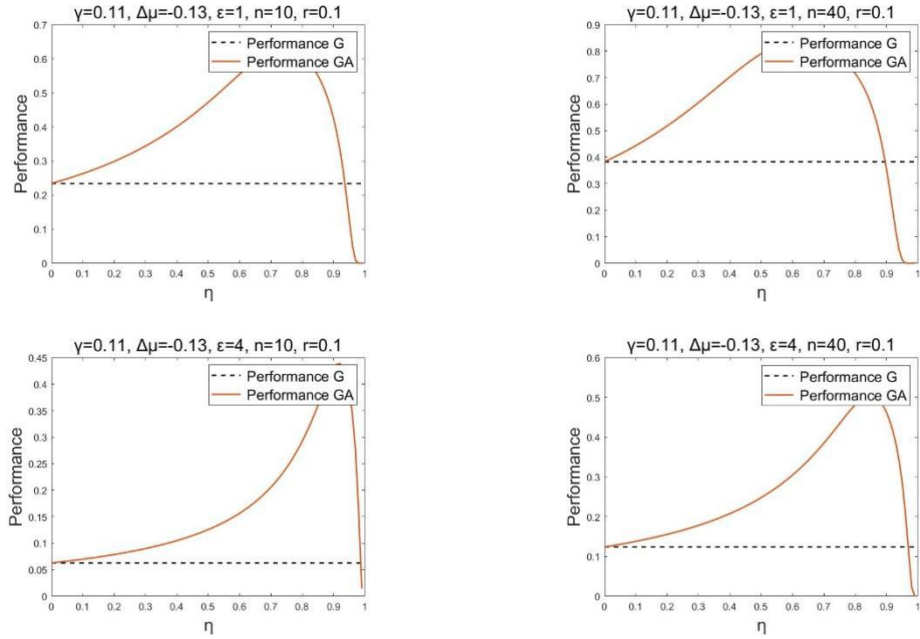 γ=0.11, Δμ=-0.13, ε=1, n=10, r=0.1
Performance G
Performance GA
Performance
0.7
0.6
0.5
0.4
0.3
0.2
0.1
0
0 0.1 0.2 0.3 0.4 0.5 0.6 0.7 0.8 0.9 1
η
γ=0.11, Δμ=-0.13, ε=1, n=40, r=0.1
Performance G
Performance GA
Performance
0.9
0.8
0.7
0.6
0.5
0.4
0.3
0.2
0.1
0
0 0.1 0.2 0.3 0.4 0.5 0.6 0.7 0.8 0.9 1
η
γ=0.11, Δμ=-0.13, ε=4, n=10, r=0.1
Performance G
Performance GA
Performance
0.45
0.4
0.35
0.3
0.25
0.2
0.15
0.1
0.05
0
0 0.1 0.2 0.3 0.4 0.5 0.6 0.7 0.8 0.9 1
η
γ=0.11, Δμ=-0.13, ε=4, n=40, r=0.1
Performance G
Performance GA
Performance
0.6
0.5
0.4
0.3
0.2
0.1
0
0 0.1 0.2 0.3 0.4 0.5 0.6 0.7 0.8 0.9 1
η